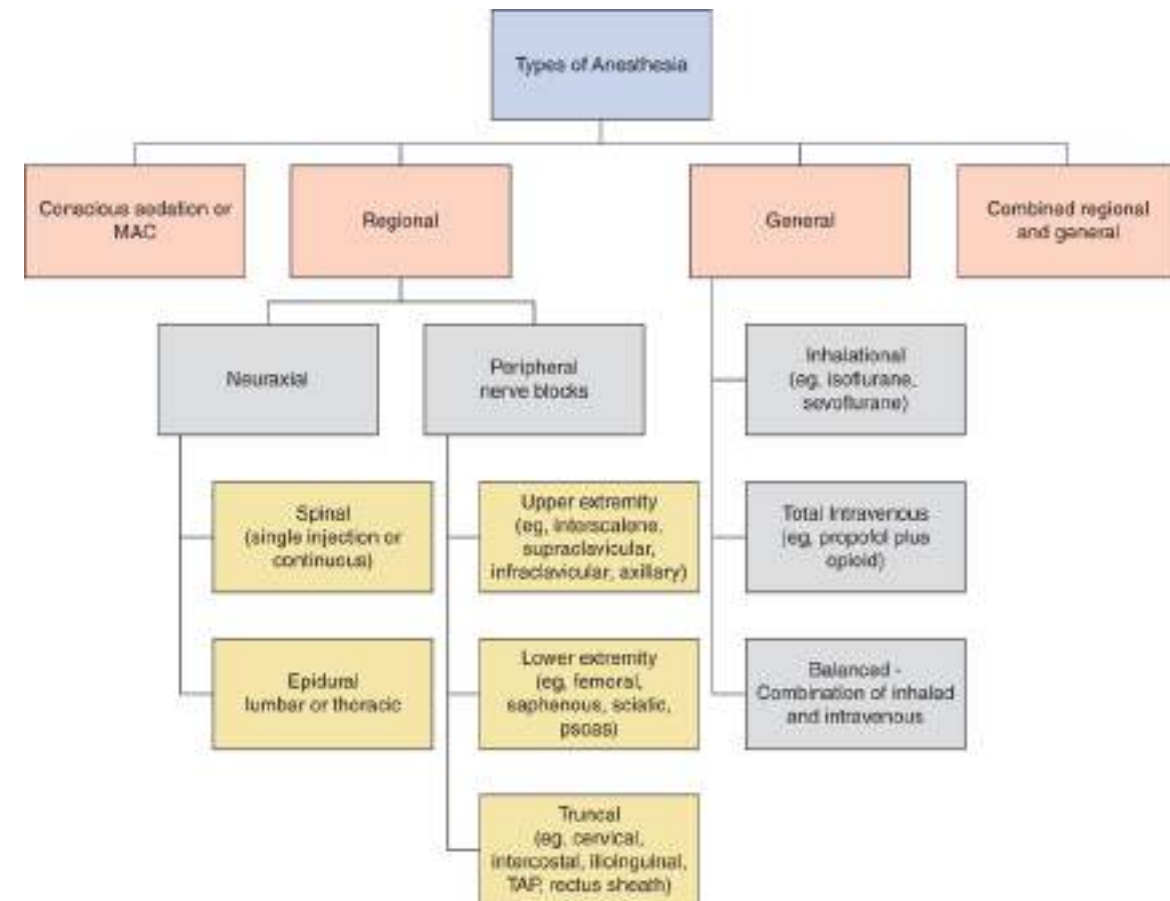 Types of Anesthesia
Conscious sedation or
MAC
Regional
General
Combined regional
and general
Neuraxial
Peripheral
nerve blocks
Inhalational
(eg, isoflurane,
sevoflurane)
Spinal
(single injection or
continuous)
Upper extremity
(eg, interscalene,
supraclavicular,
infraclavicular, axillary)
Total Intravenous
(eg, propofol plus
opioid)
Epidural
lumbar or thoracic
Lower extremity
(eg, femoral,
saphenous, sciatic,
psoas)
Balanced -
Combination of inhaled
and intravenous
Truncal
(eg, cervical,
intercostal, ilioinguinal,
TAP, rectus sheath)